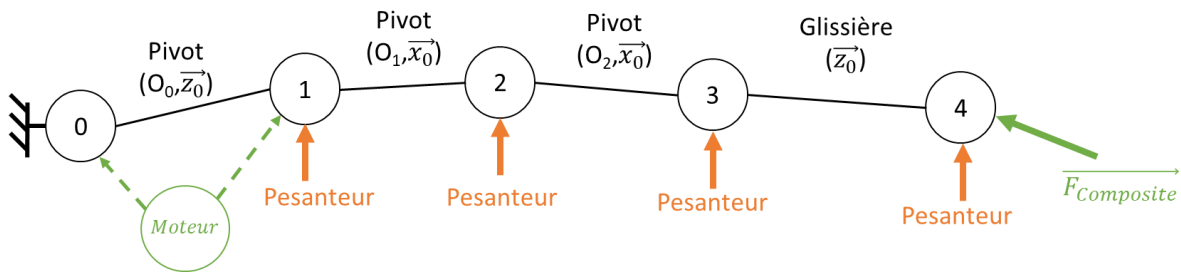 Pivot
(O₀,z₀)
Pivot
(O₁,x₀)
Pivot
(O₂,x₀)
Glissière
(z₀)
0
1
2
3
4
Moteur
Pesanteur
Pesanteur
Pesanteur
Pesanteur
F_Composite